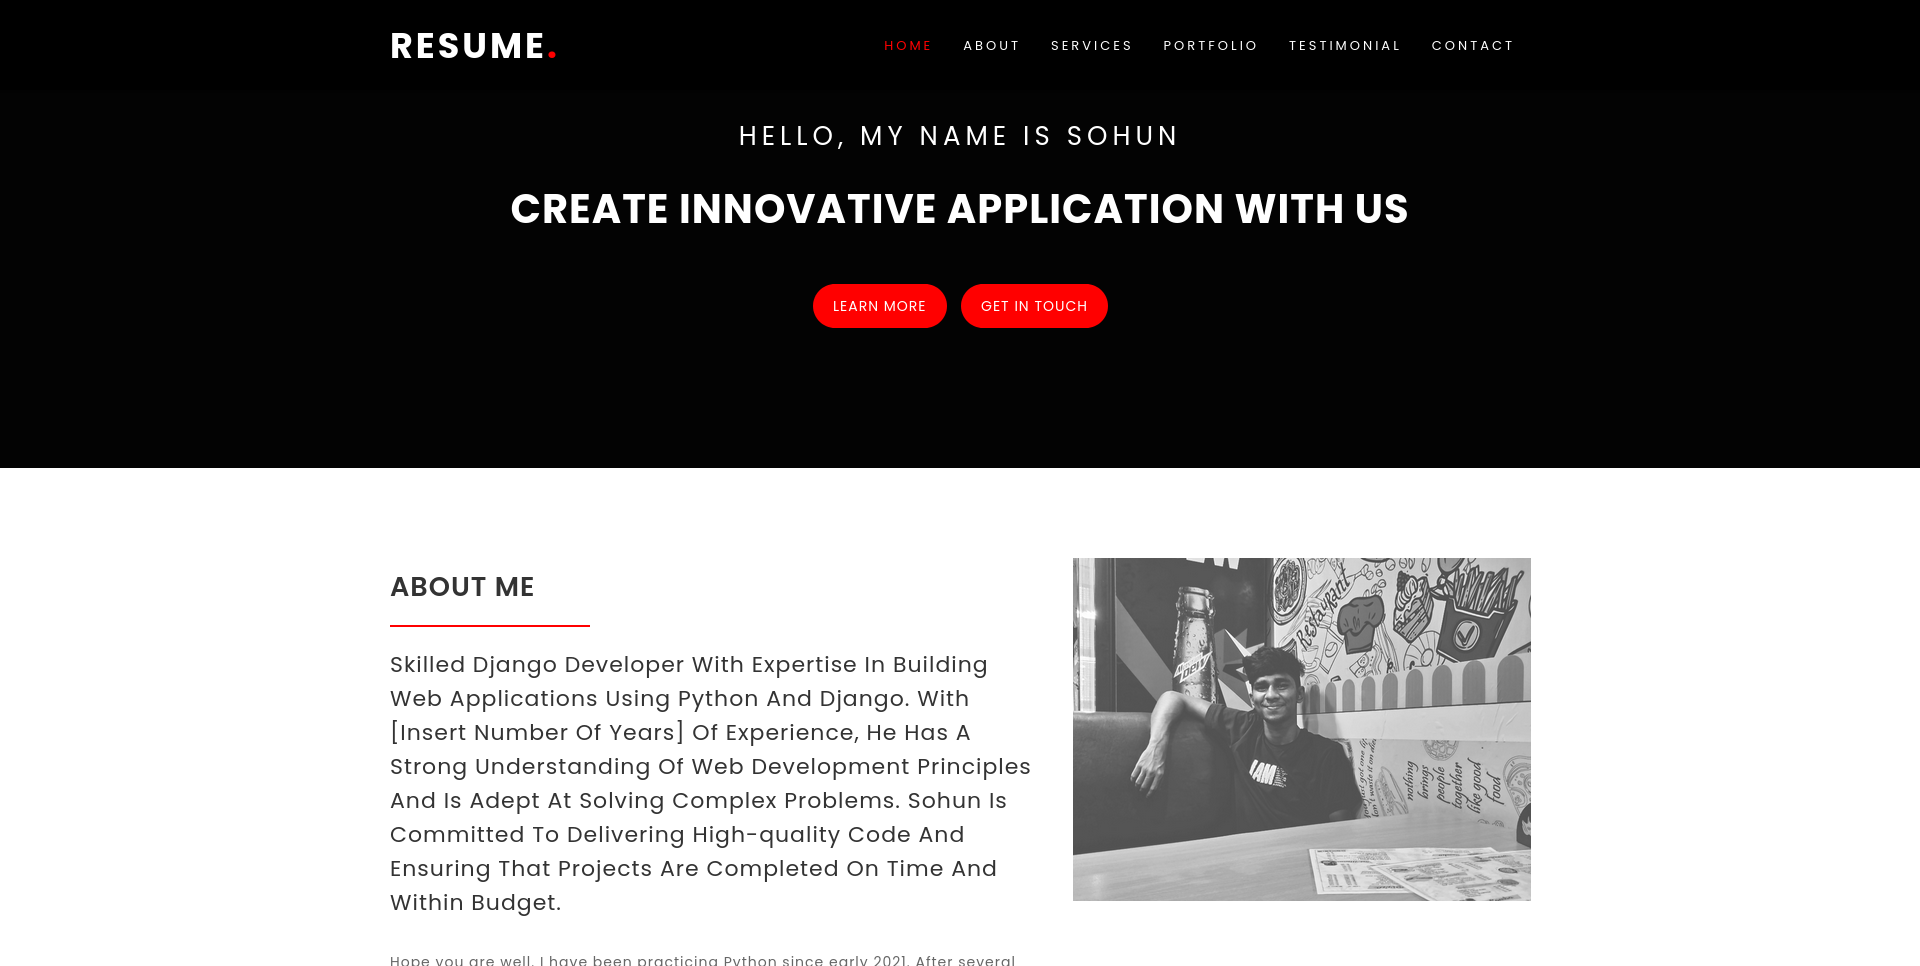 RESUME.
HOME ABOUT SERVICES PORTFOLIO TESTIMONIAL CONTACT
HELLO, MY NAME IS SOHUN
CREATE INNOVATIVE APPLICATION WITH US
LEARN MORE GET IN TOUCH
ABOUT ME
Skilled Django Developer With Expertise In Building
Web Applications Using Python And Django. With
[Insert Number Of Years] Of Experience, He Has A
Strong Understanding Of Web Development Principles
And Is Adept At Solving Complex Problems. Sohun Is
Committed To Delivering High-quality Code And
Ensuring That Projects Are Completed On Time And
Within Budget.
Hope you are well. I have been practicing Python since early 2021. After several
Restaurant
I AM
nothing
brings
people
together
like good
food